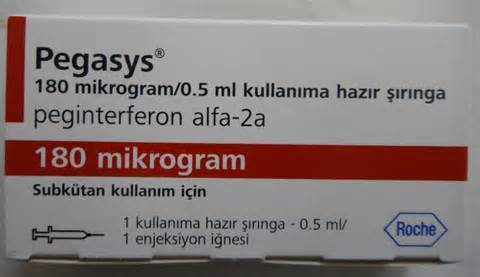 Pegasys®
180 mikrogram/0.5 ml kullanıma hazır şırınga
peginterferon alfa-2a
180 mikrogram
Subkütan kullanım için
1 kullanıma hazır şırınga - 0.5 ml/
1 enjeksiyon iğnesi
Roche